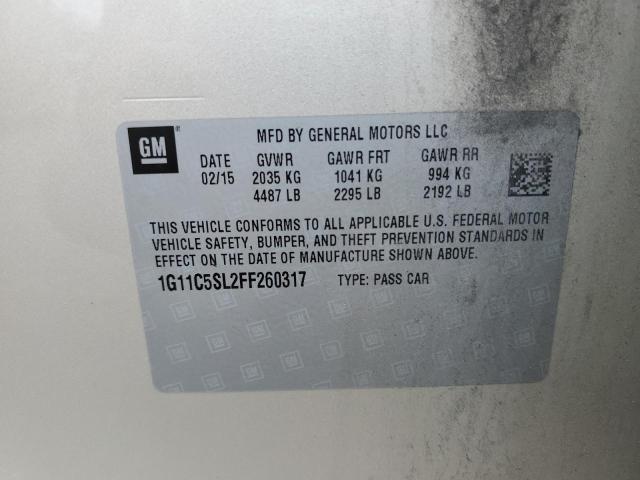 GM
MFD BY GENERAL MOTORS LLC
DATE GVWR GAWR FRT GAWR RR
02/15 2035 KG 1041 KG 994 KG
4487 LB 2295 LB 2192 LB
THIS VEHICLE CONFORMS TO ALL APPLICABLE U.S. FEDERAL MOTOR
VEHICLE SAFETY, BUMPER, AND THEFT PREVENTION STANDARDS IN
EFFECT ON THE DATE OF MANUFACTURE SHOWN ABOVE.
1G11C5SL2FF260317 TYPE: PASS CAR